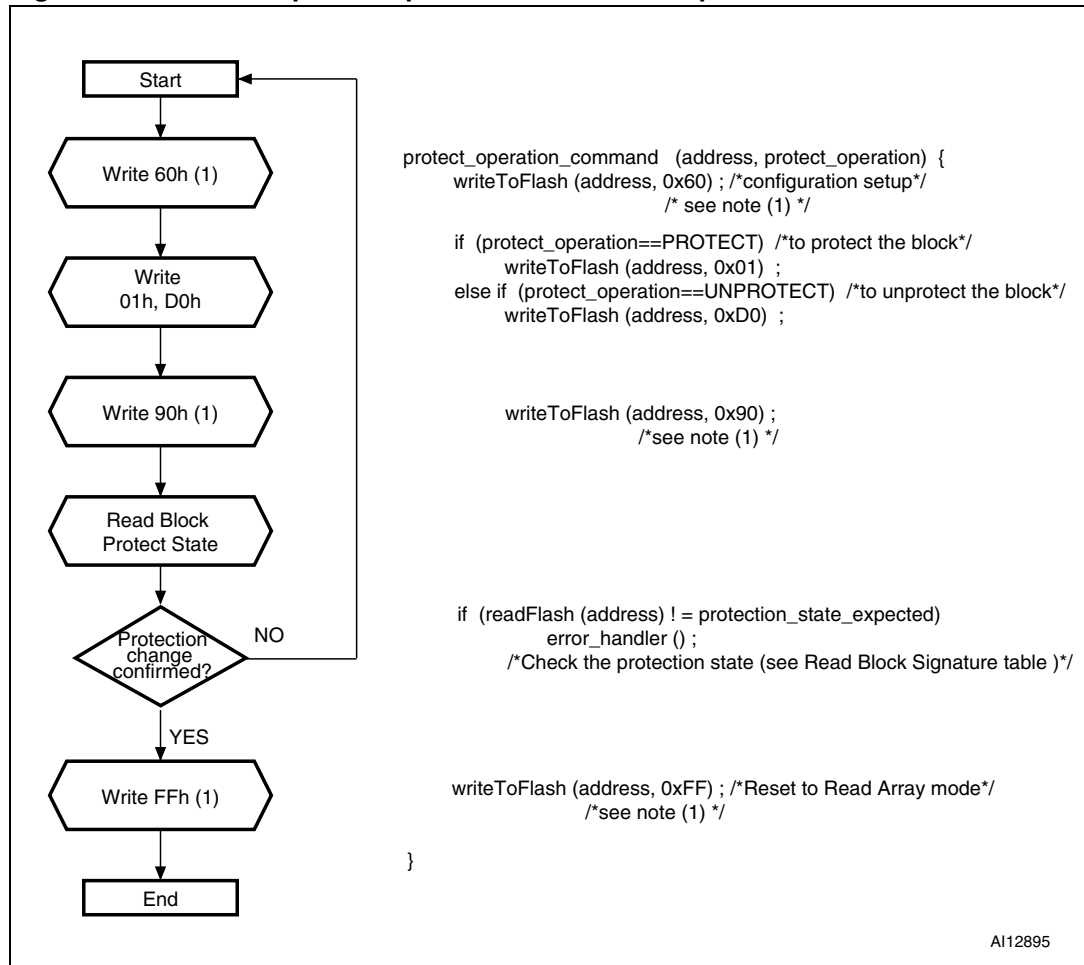 Start
Write 60h (1)
protect_operation_command (address, protect_operation) {
writeToFlash (address, 0x60) ; /*configuration setup*/
/* see note (1) */
if (protect_operation==PROTECT) /*to protect the block*/
writeToFlash (address, 0x01) ;
else if (protect_operation==UNPROTECT) /*to unprotect the block*/
writeToFlash (address, 0xD0) ;
Write
01h, D0h
Write 90h (1)
writeToFlash (address, 0x90) ;
/*see note (1) */
Read Block
Protect State
Protection
change
confirmed?
NO
if (readFlash (address) ! = protection_state_expected)
error_handler () ;
/*Check the protection state (see Read Block Signature table )*/
YES
Write FFh (1)
writeToFlash (address, 0xFF) ; /*Reset to Read Array mode*/
/*see note (1) */
}
End
AI12895